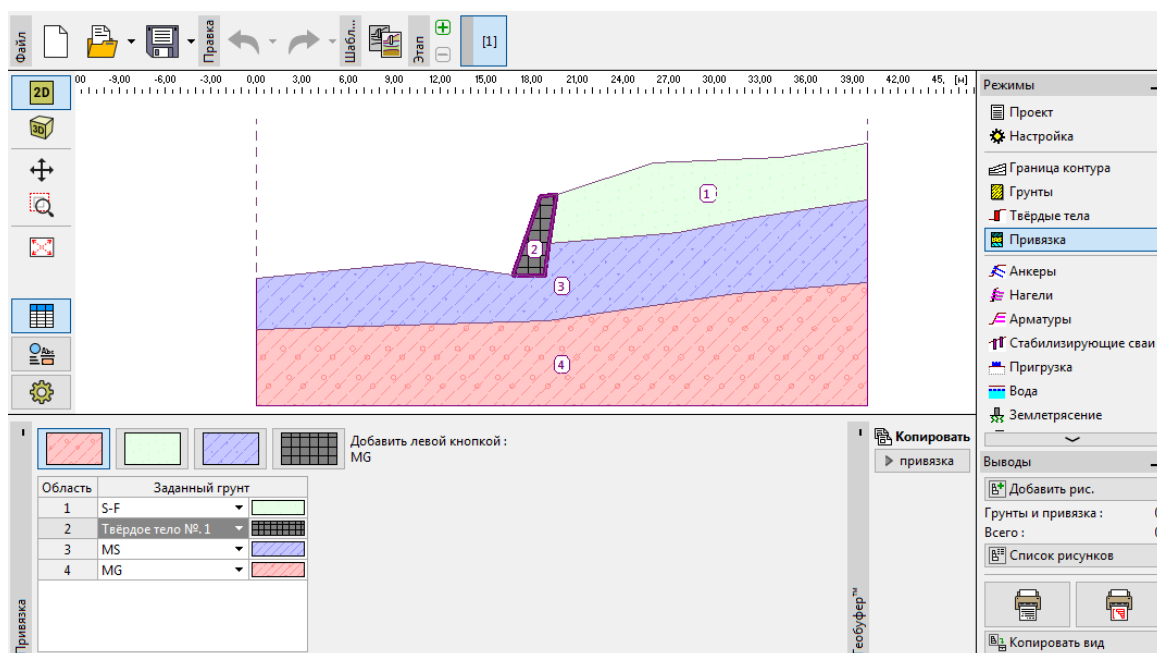 Файл
Правка
Шабл...
Этап
[1]
2D
3D
00 -9,00 -6,00 -3,00 0,00 3,00 6,00 9,00 12,00 15,00 18,00 21,00 24,00 27,00 30,00 33,00 36,00 39,00 42,00 45, [м]
1
2
3
4
Abc
Режимы
Проект
Настройка
Граница контура
Грунты
Твёрдые тела
Привязка
Анкеры
Нагели
Арматуры
Стабилизирующие сваи
Пригрузка
Вода
Землетрясение
Привязка
Добавить левой кнопкой :
MG
Область Заданный грунт
1 S-F
2 Твёрдое тело №. 1
3 MS
4 MG
Геобуфер™
Копировать
привязка
Выводы
Добавить рис.
Грунты и привязка :
Всего :
Список рисунков
Копировать вид